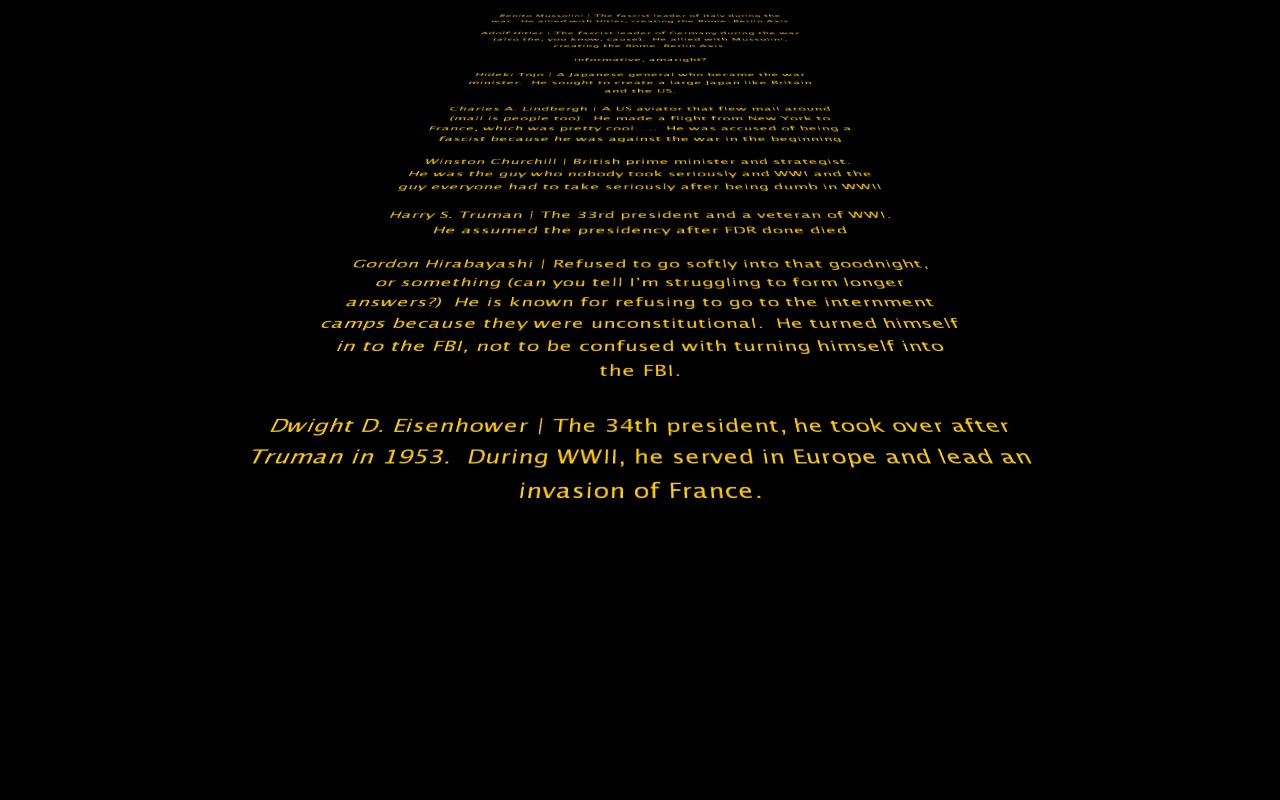 Benito Mussolini | The fascist leader of Italy during the
war. He allied with Hitler, creating the Rome-Berlin Axis
Adolf Hitler | The fascist leader of Germany during the war
(also the, you know, cause). He allied with Mussolini,
creating the Rome-Berlin Axis.
Informative, amaright?
Hideki Tojo | A Japanese general who became the war
minister. He sought to create a large Japan like Britain
and the US.
Charles A. Lindbergh | A US aviator that flew mail around
(mail is people too). He made a flight from New York to
France, which was pretty cool..... He was accused of being a
fascist because he was against the war in the beginning
Winston Churchill | British prime minister and strategist.
He was the guy who nobody took seriously and WWI and the
guy everyone had to take seriously after being dumb in WWII
Harry S. Truman | The 33rd president and a veteran of WWI.
He assumed the presidency after FDR done died
Gordon Hirabayashi | Refused to go softly into that goodnight,
or something (can you tell I'm struggling to form longer
answers?) He is known for refusing to go to the internment
camps because they were unconstitutional. He turned himself
in to the FBI, not to be confused with turning himself into
the FBI.
Dwight D. Eisenhower | The 34th president, he took over after
Truman in 1953. During WWII, he served in Europe and lead an
invasion of France.